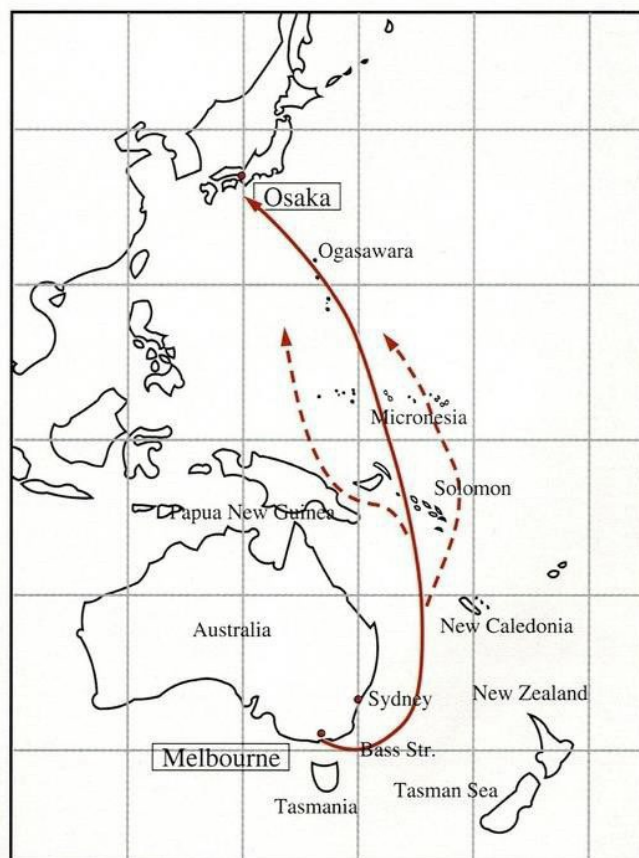 Osaka
Ogasawara
Micronesia
Solomon
Papua New Guinea
New Caledonia
Australia
Sydney
New Zealand
Melbourne
Bass Str.
Tasman Sea
Tasmania